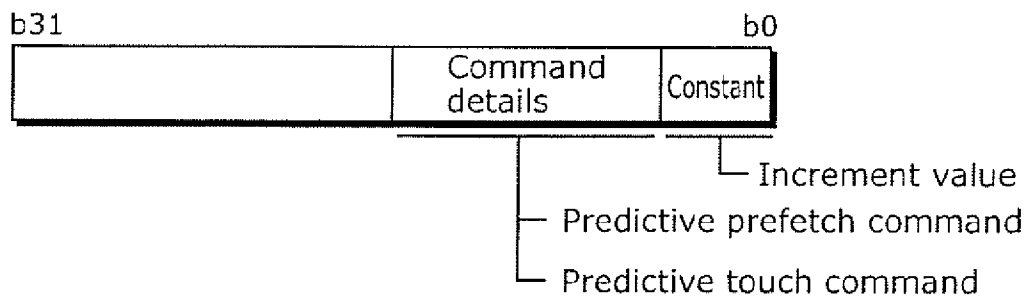 b31 b0
Command
details
Constant
Increment value
Predictive prefetch command
Predictive touch command